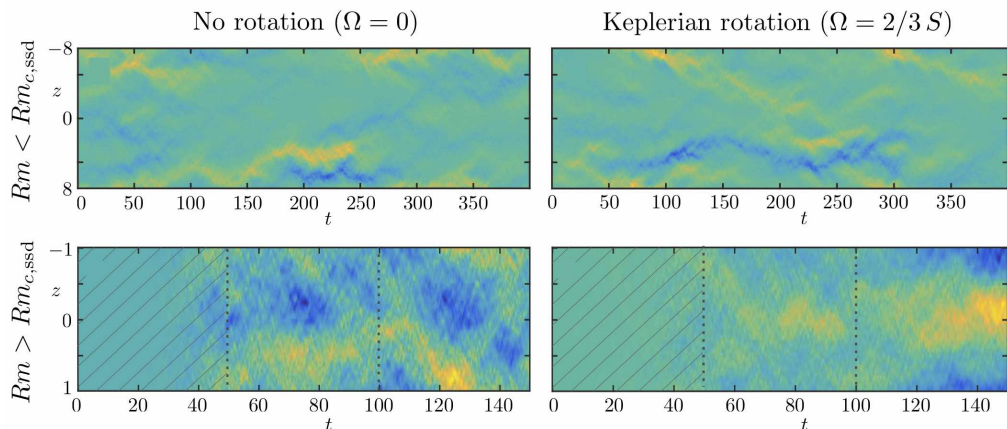 No rotation (Ω = 0)
Keplerian rotation (Ω = 2/3 S)
Rm < Rm_{c,ssd}
−8
z
0
8
0 50 100 150 200 250 300 350
t
0 50 100 150 200 250 300 350
t
Rm > Rm_{c,ssd}
−1
z
0
1
0 20 40 60 80 100 120 140
t
0 20 40 60 80 100 120 140
t